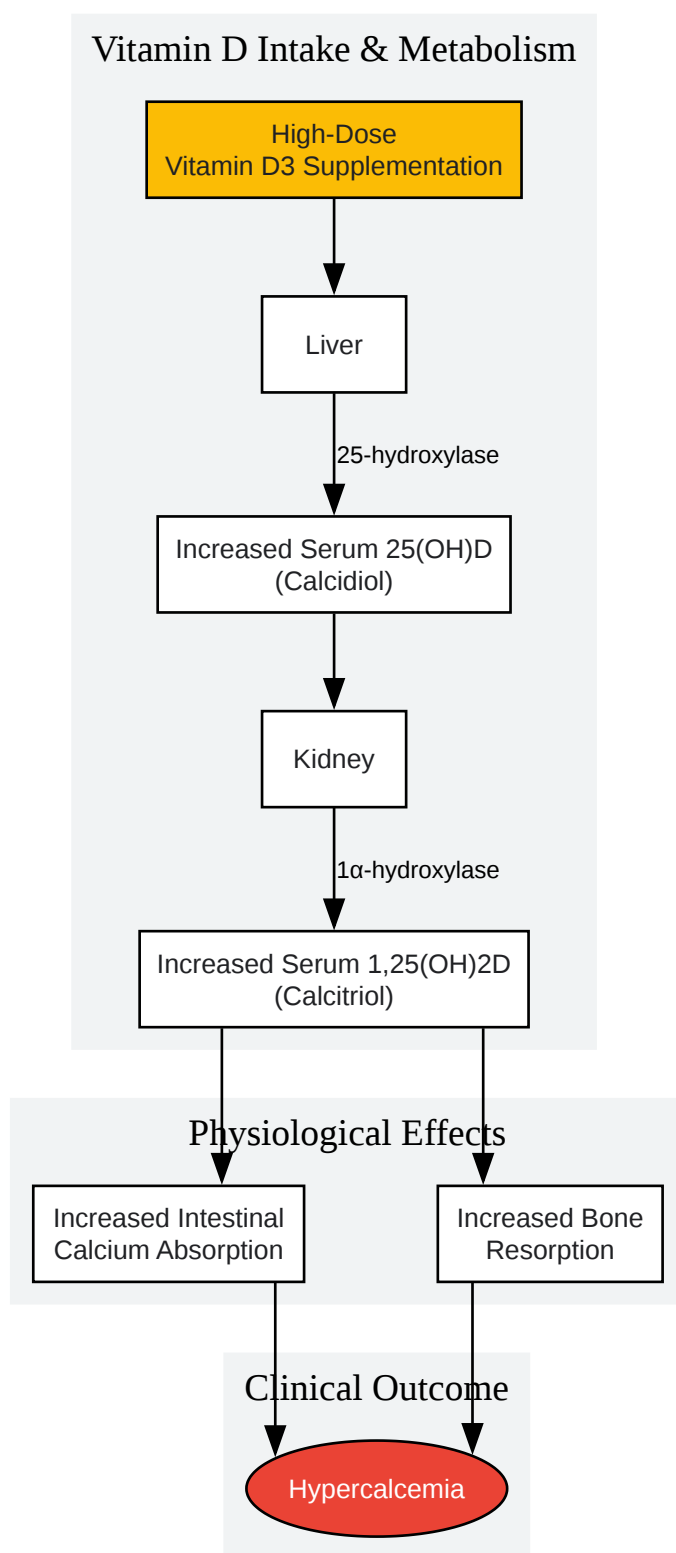 Vitamin D Intake & Metabolism
High-Dose
Vitamin D3 Supplementation
Liver
25-hydroxylase
Increased Serum 25(OH)D
(Calcidiol)
Kidney
1α-hydroxylase
Increased Serum 1,25(OH)2D
(Calcitriol)
Physiological Effects
Increased Intestinal
Calcium Absorption
Increased Bone
Resorption
Clinical Outcome
Hypercalcemia